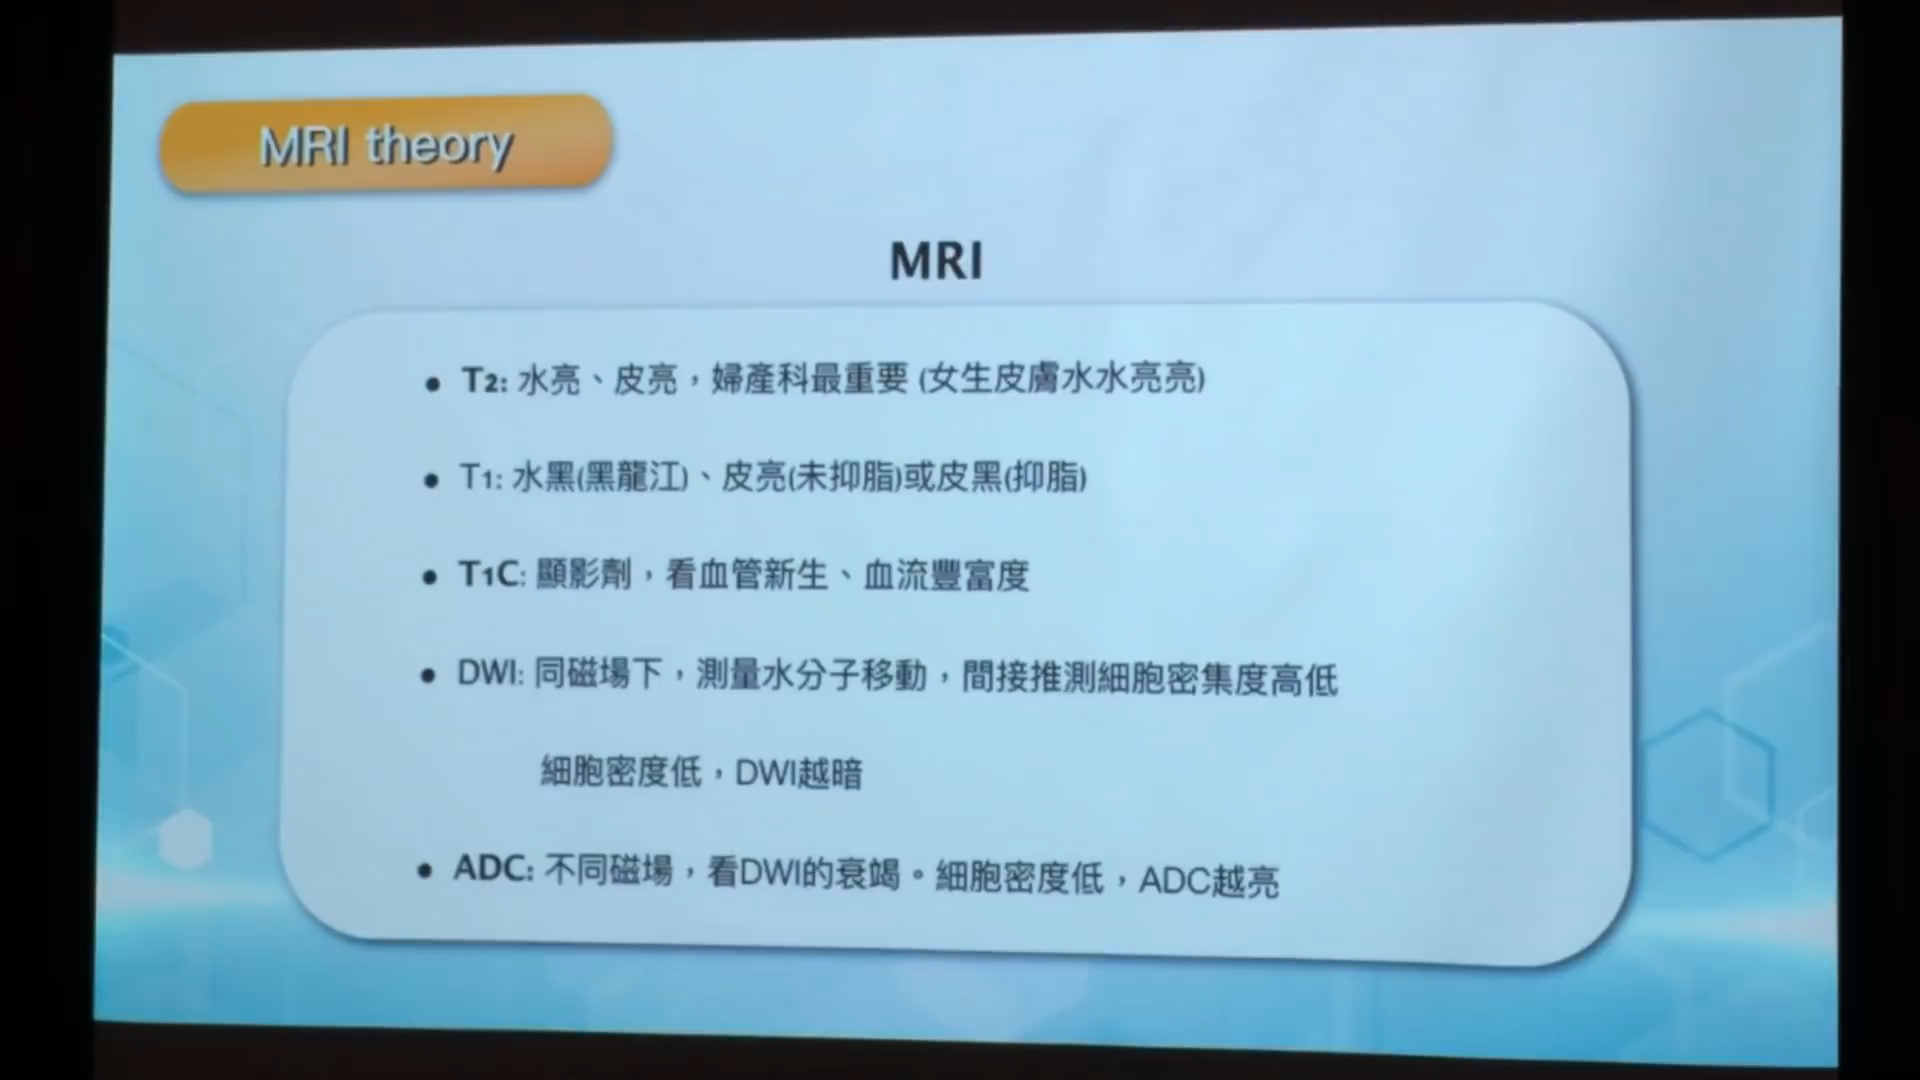 MRI theory
MRI
• T2: 水亮、皮亮，婦產科最重要 (女生皮膚水水亮亮)
• T1: 水黑(黑龍江)、皮亮(未抑脂)或皮黑(抑脂)
• T1C: 顯影劑，看血管新生、血流豐富度
• DWI: 同磁場下，測量水分子移動，間接推測細胞密集度高低
細胞密度低，DWI越暗
• ADC: 不同磁場，看DWI的衰竭。細胞密度低，ADC越亮